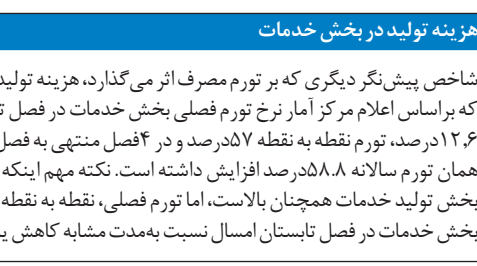 هزینه تولید در بخش خدمات
شاخص پیش‌نگر دیگری که بر تورم مصرف اثر می‌گذارد، هزینه تولید
که براساس اعلام مرکز آمار نرخ تورم فصلی بخش خدمات در فصل
۱۲٫۶درصد، تورم نقطه به نقطه ۵۷درصد و در ۴فصل منتهی به فصل
همان تورم سالانه ۵۸.۸درصد افزایش داشته است. نکته مهم اینکه
بخش تولید خدمات همچنان بالاست، اما تورم فصلی، نقطه به نقطه
بخش خدمات در فصل تابستان امسال نسبت به‌مدت مشابه کاهش